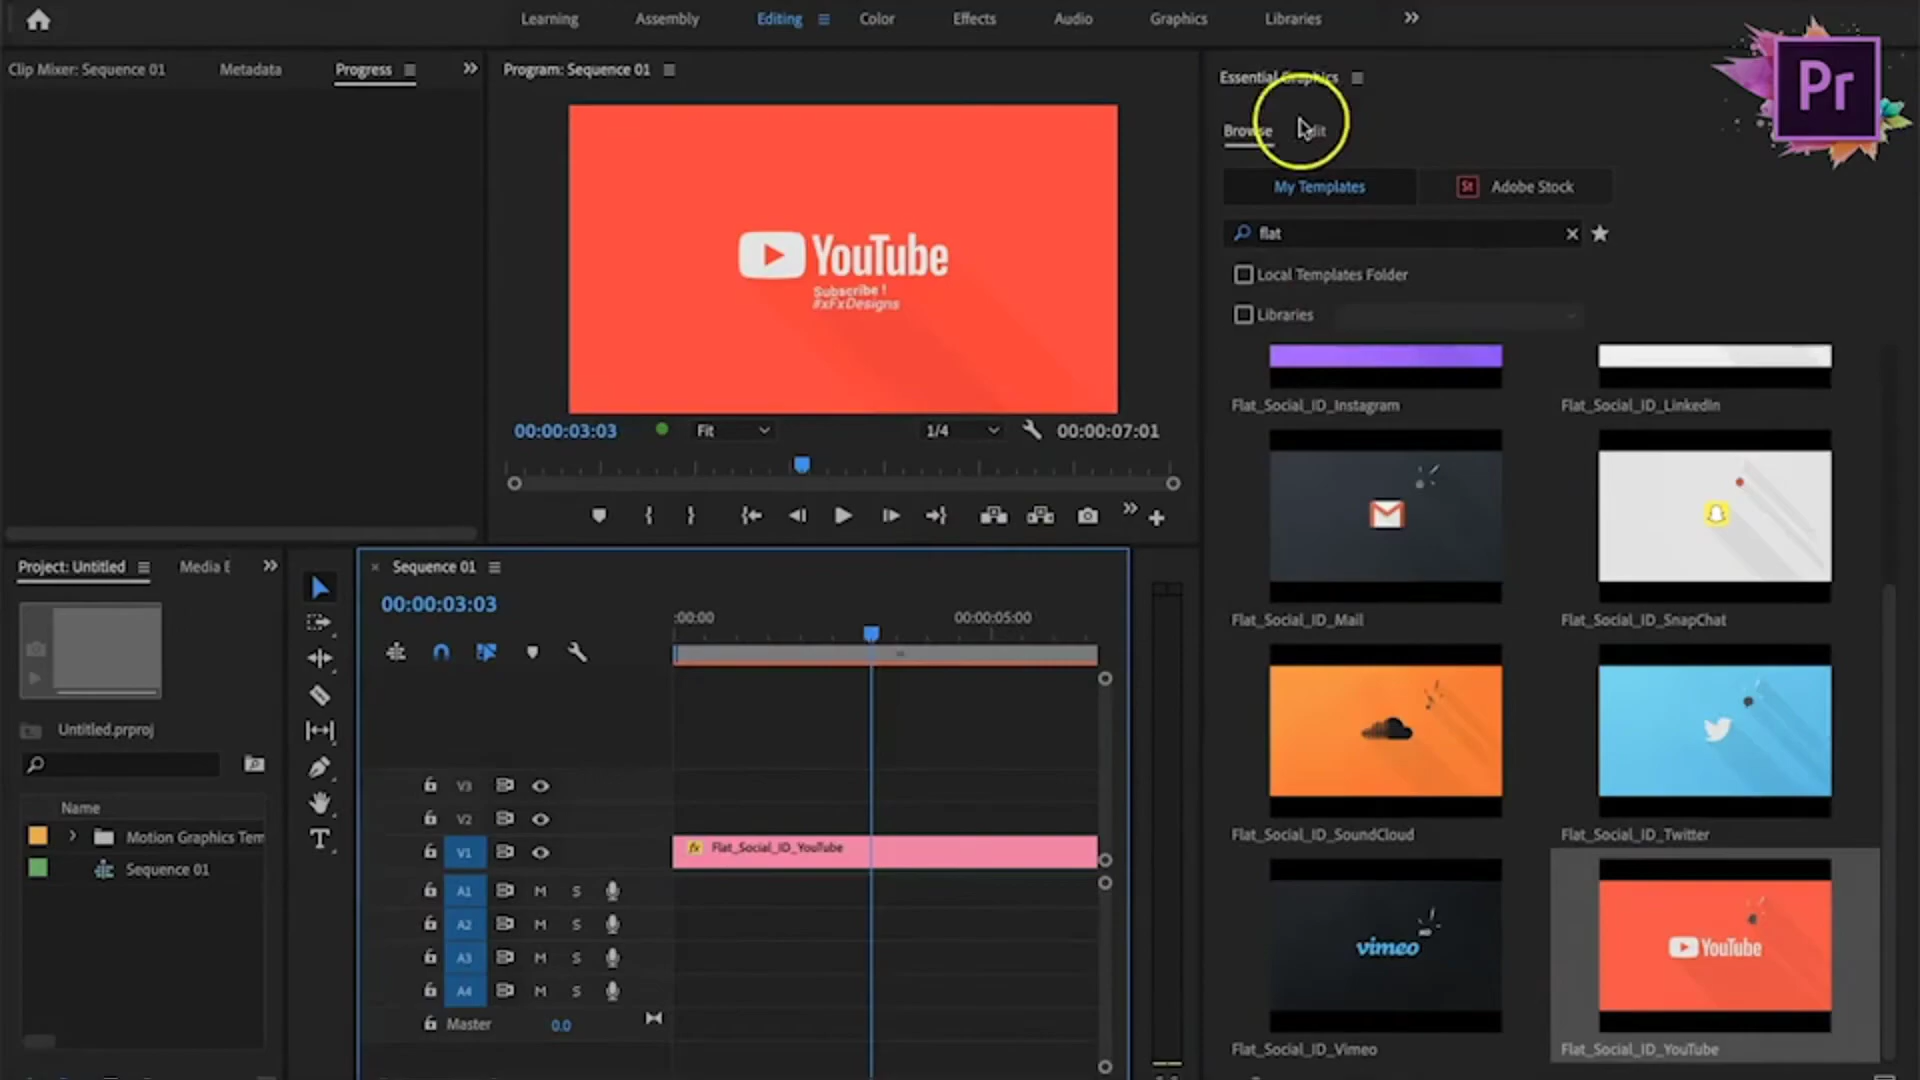 Learning
Assembly
Editing
Color
Effects
Audio
Graphics
Libraries
Clip Mixer: Sequence 01
Metadata
Progress
Program: Sequence 01
Essential Graphics
Pr
Browse
My Templates
St Adobe Stock
flat
Local Templates Folder
Libraries
YouTube
Subscribe !
#xFxDesigns
00:00:03:03
Fit
1/4
00:00:07:01
Flat_Social_ID_Instagram
Flat_Social_ID_LinkedIn
Flat_Social_ID_Mail
Flat_Social_ID_SnapChat
Flat_Social_ID_SoundCloud
Flat_Social_ID_Twitter
vimeo
YouTube
Flat_Social_ID_Vimeo
Flat_Social_ID_YouTube
Project: Untitled
Media E
Untitled.prproj
Name
Motion Graphics Tem
Sequence 01
Sequence 01
00:00:03:03
:00:00
00:00:05:00
V3
V2
V1
fx Flat_Social_ID_YouTube
A1 M S
A2 M S
A3 M S
A4 M S
Master 0.0
T